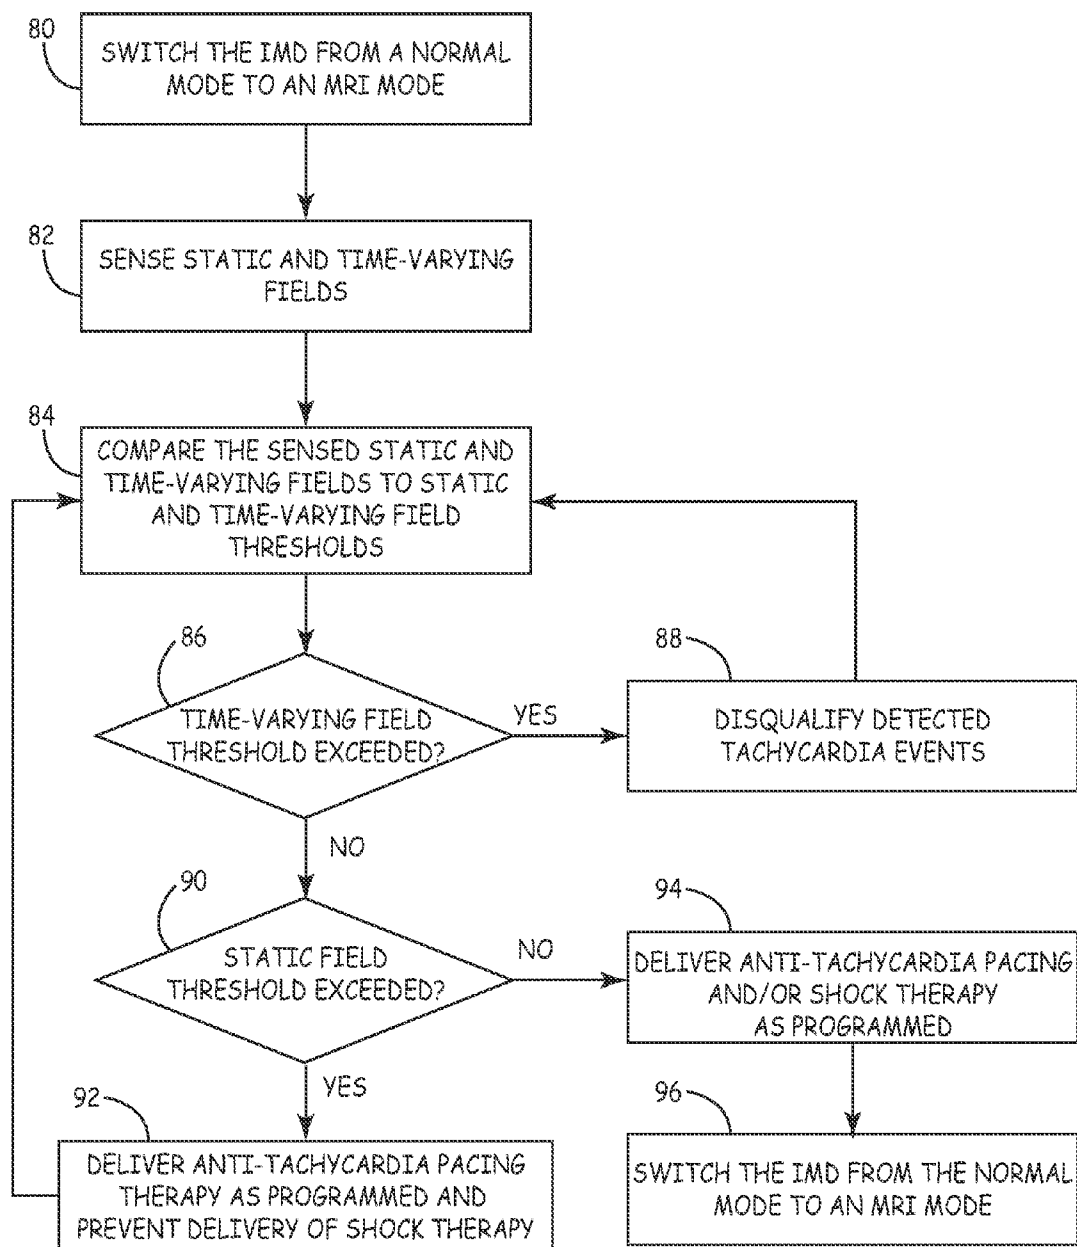 80
SWITCH THE IMD FROM A NORMAL
MODE TO AN MRI MODE
82
SENSE STATIC AND TIME-VARYING
FIELDS
84
COMPARE THE SENSED STATIC AND
TIME-VARYING FIELDS TO STATIC
AND TIME-VARYING FIELD
THRESHOLDS
86
TIME-VARYING FIELD
THRESHOLD EXCEEDED?
YES
88
DISQUALIFY DETECTED
TACHYCARDIA EVENTS
NO
90
STATIC FIELD
THRESHOLD EXCEEDED?
NO
94
DELIVER ANTI-TACHYCARDIA PACING
AND/OR SHOCK THERAPY
AS PROGRAMMED
YES
92
DELIVER ANTI-TACHYCARDIA PACING
THERAPY AS PROGRAMMED AND
PREVENT DELIVERY OF SHOCK THERAPY
96
SWITCH THE IMD FROM THE NORMAL
MODE TO AN MRI MODE